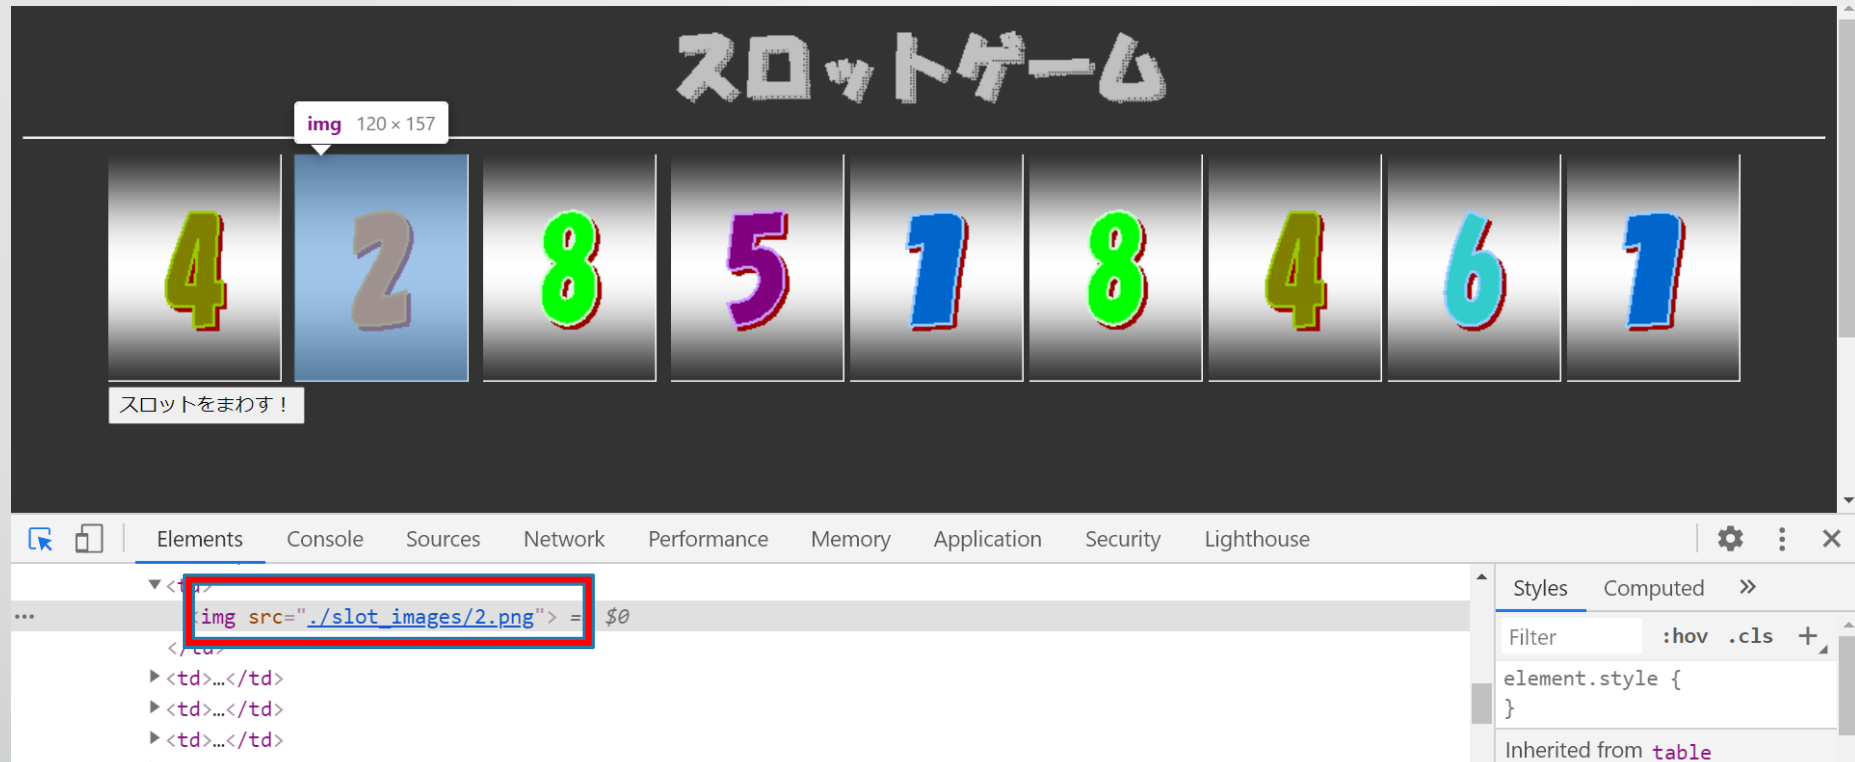 スロットゲーム
img 120 × 157
4 2 8 5 1 8 4 6 1
スロットをまわす！
Elements Console Sources Network Performance Memory Application Security Lighthouse
▼<td>
<img src="./slot_images/2.png"> = $0
</td>
▶<td>…</td>
▶<td>…</td>
▶<td>…</td>
Styles Computed »
Filter :hov .cls +
element.style {
}
Inherited from table